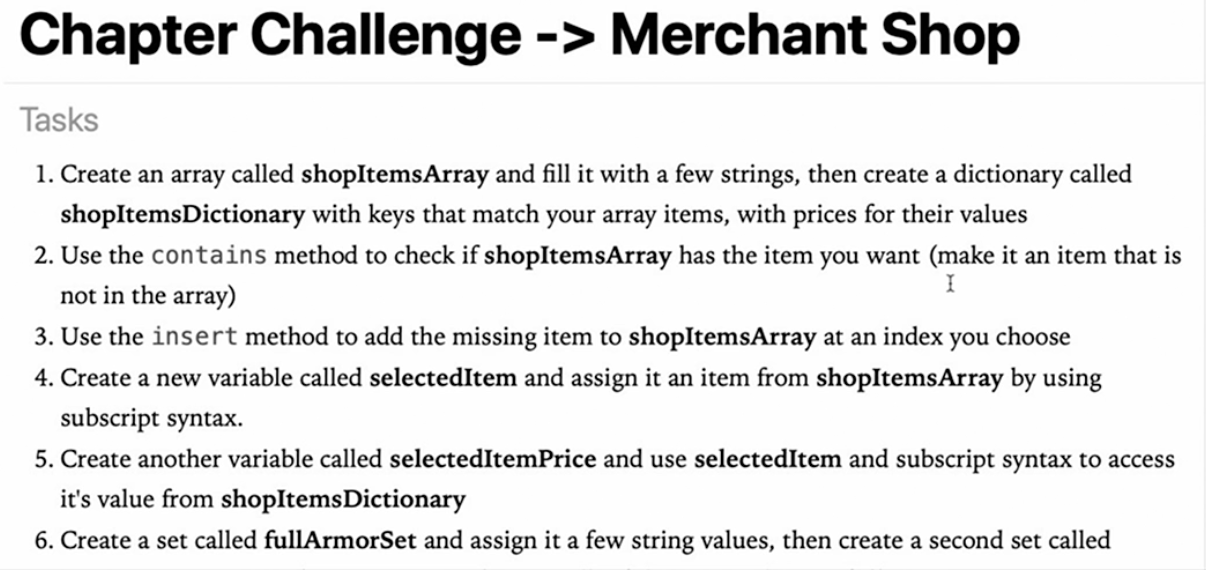 Chapter Challenge -> Merchant Shop
Tasks
1. Create an array called shopItemsArray and fill it with a few strings, then create a dictionary called
shopItemsDictionary with keys that match your array items, with prices for their values
2. Use the contains method to check if shopItemsArray has the item you want (make it an item that is
not in the array)
3. Use the insert method to add the missing item to shopItemsArray at an index you choose
4. Create a new variable called selectedItem and assign it an item from shopItemsArray by using
subscript syntax.
5. Create another variable called selectedItemPrice and use selectedItem and subscript syntax to access
it's value from shopItemsDictionary
6. Create a set called fullArmorSet and assign it a few string values, then create a second set called